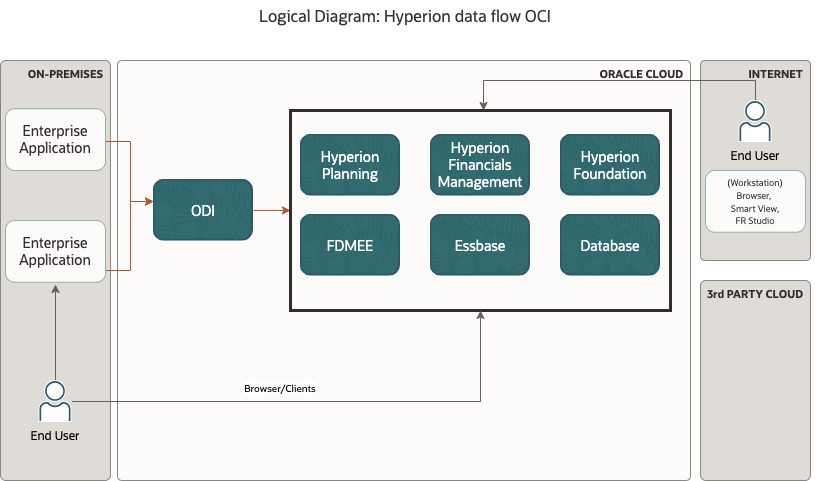 Logical Diagram: Hyperion data flow OCI
ON-PREMISES
ORACLE CLOUD
INTERNET
Enterprise
Application
Enterprise
Application
End User
ODI
Hyperion
Planning
Hyperion
Financials
Management
Hyperion
Foundation
FDMEE
Essbase
Database
Browser/Clients
End User
(Workstation)
Browser,
Smart View,
FR Studio
3rd PARTY CLOUD